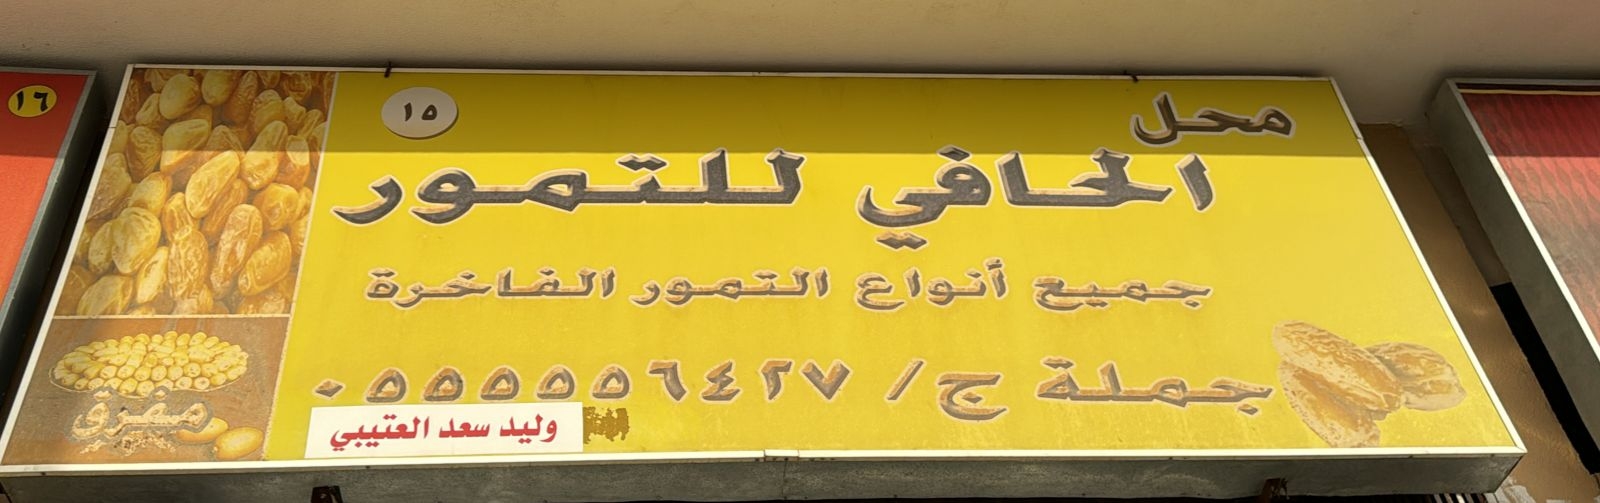 ١٦
١٥
محل
الحافي للتمور
جميع أنواع التمور الفاخرة
جملة ج/ ٠٥٥٥٥٥٦٤٢٧
مفرق
وليد سعد العتيبي